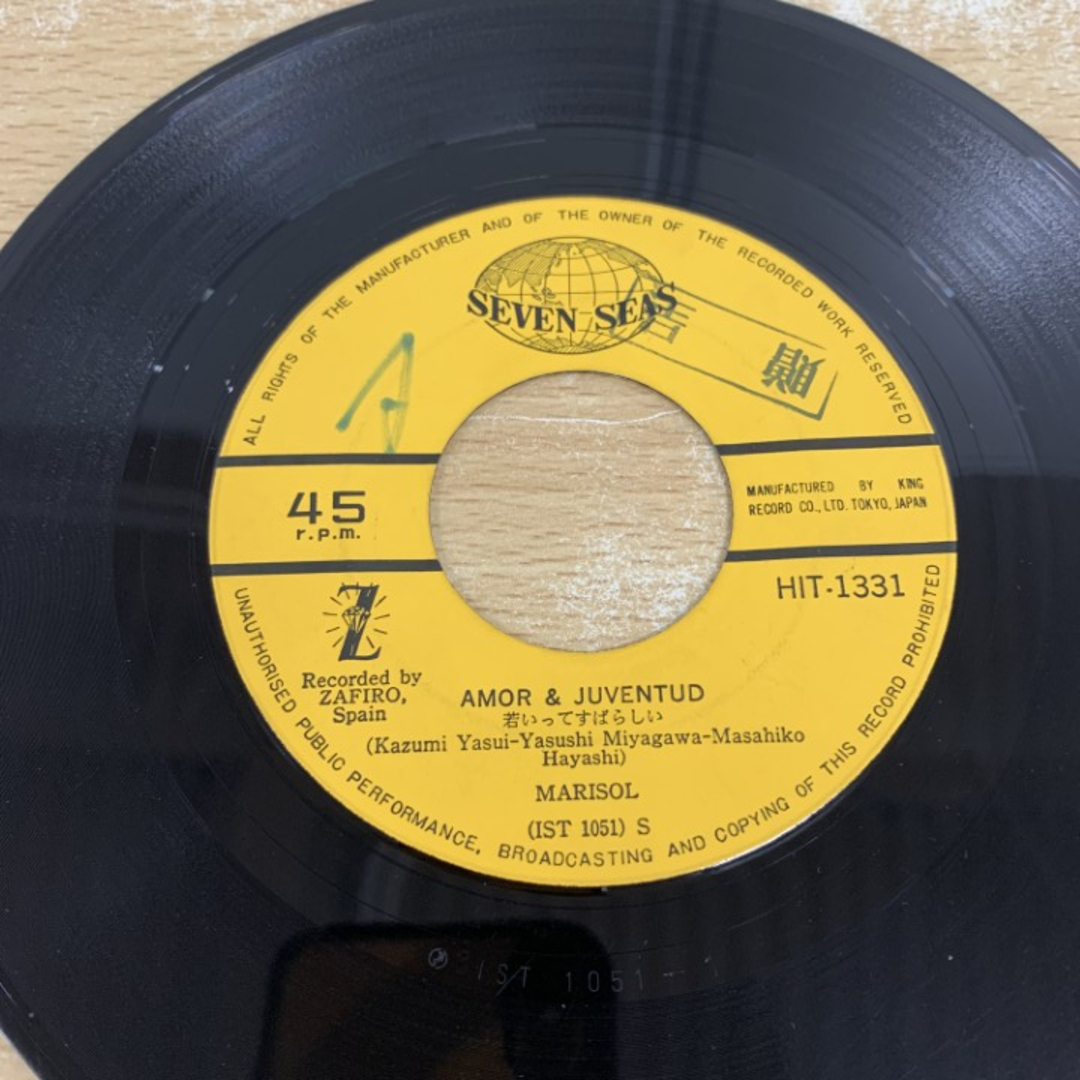 ALL RIGHTS OF THE MANUFACTURER AND OF THE OWNER OF THE RECORDED WORK RESERVED
SEVEN SEAS
A
45
r.p.m.
MANUFACTURED BY KING
RECORD CO., LTD. TOKYO, JAPAN
HIT-1331
Z
Recorded by
ZAFIRO,
Spain
AMOR & JUVENTUD
若いってすばらしい
(Kazumi Yasui-Yasushi Miyagawa-Masahiko
Hayashi)
MARISOL
(IST 1051) S
UNAUTHORISED PUBLIC PERFORMANCE, BROADCASTING AND COPYING OF THIS RECORD PROHIBITED
IST 1051